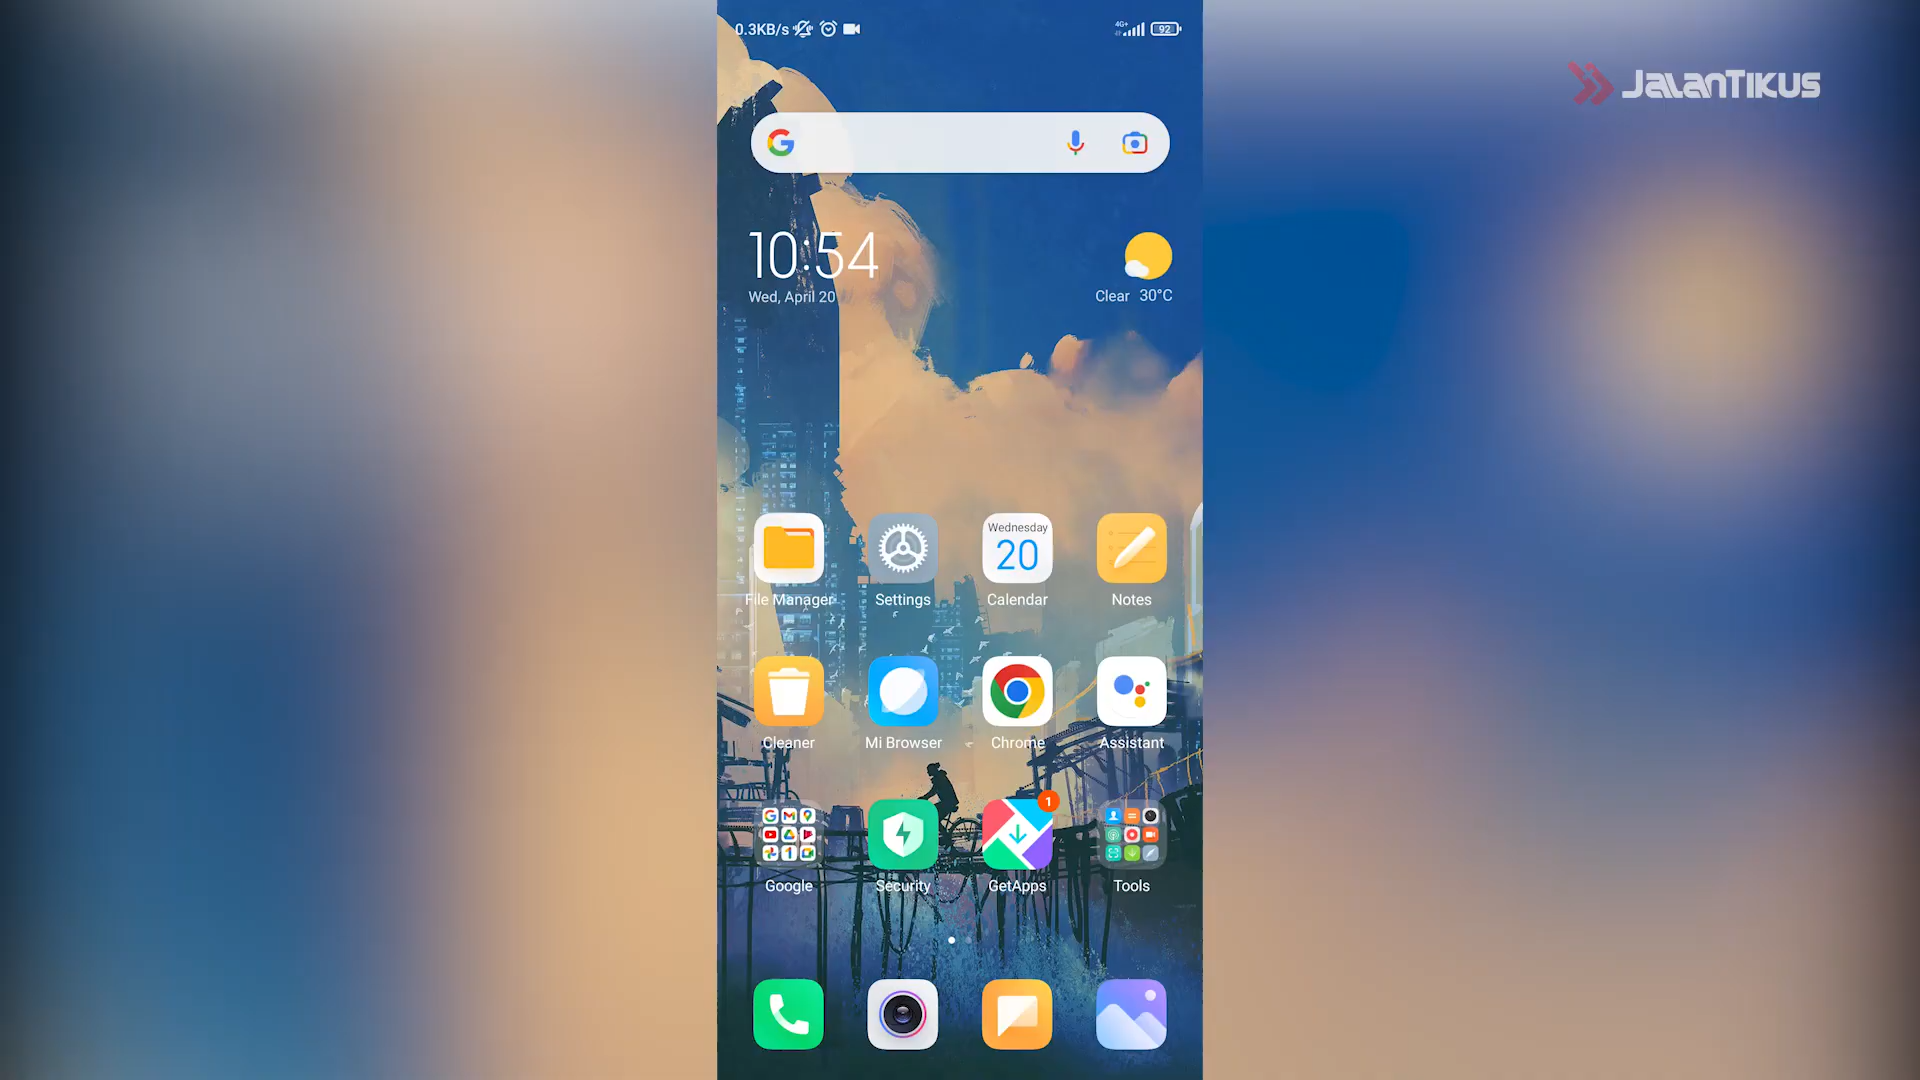 0.3KB/s
4G+
92
JalanTikus
10:54
Wed, April 20
Clear 30°C
Wednesday
20
File Manager
Settings
Calendar
Notes
Cleaner
Mi Browser
Chrome
Assistant
1
Google
Security
GetApps
Tools